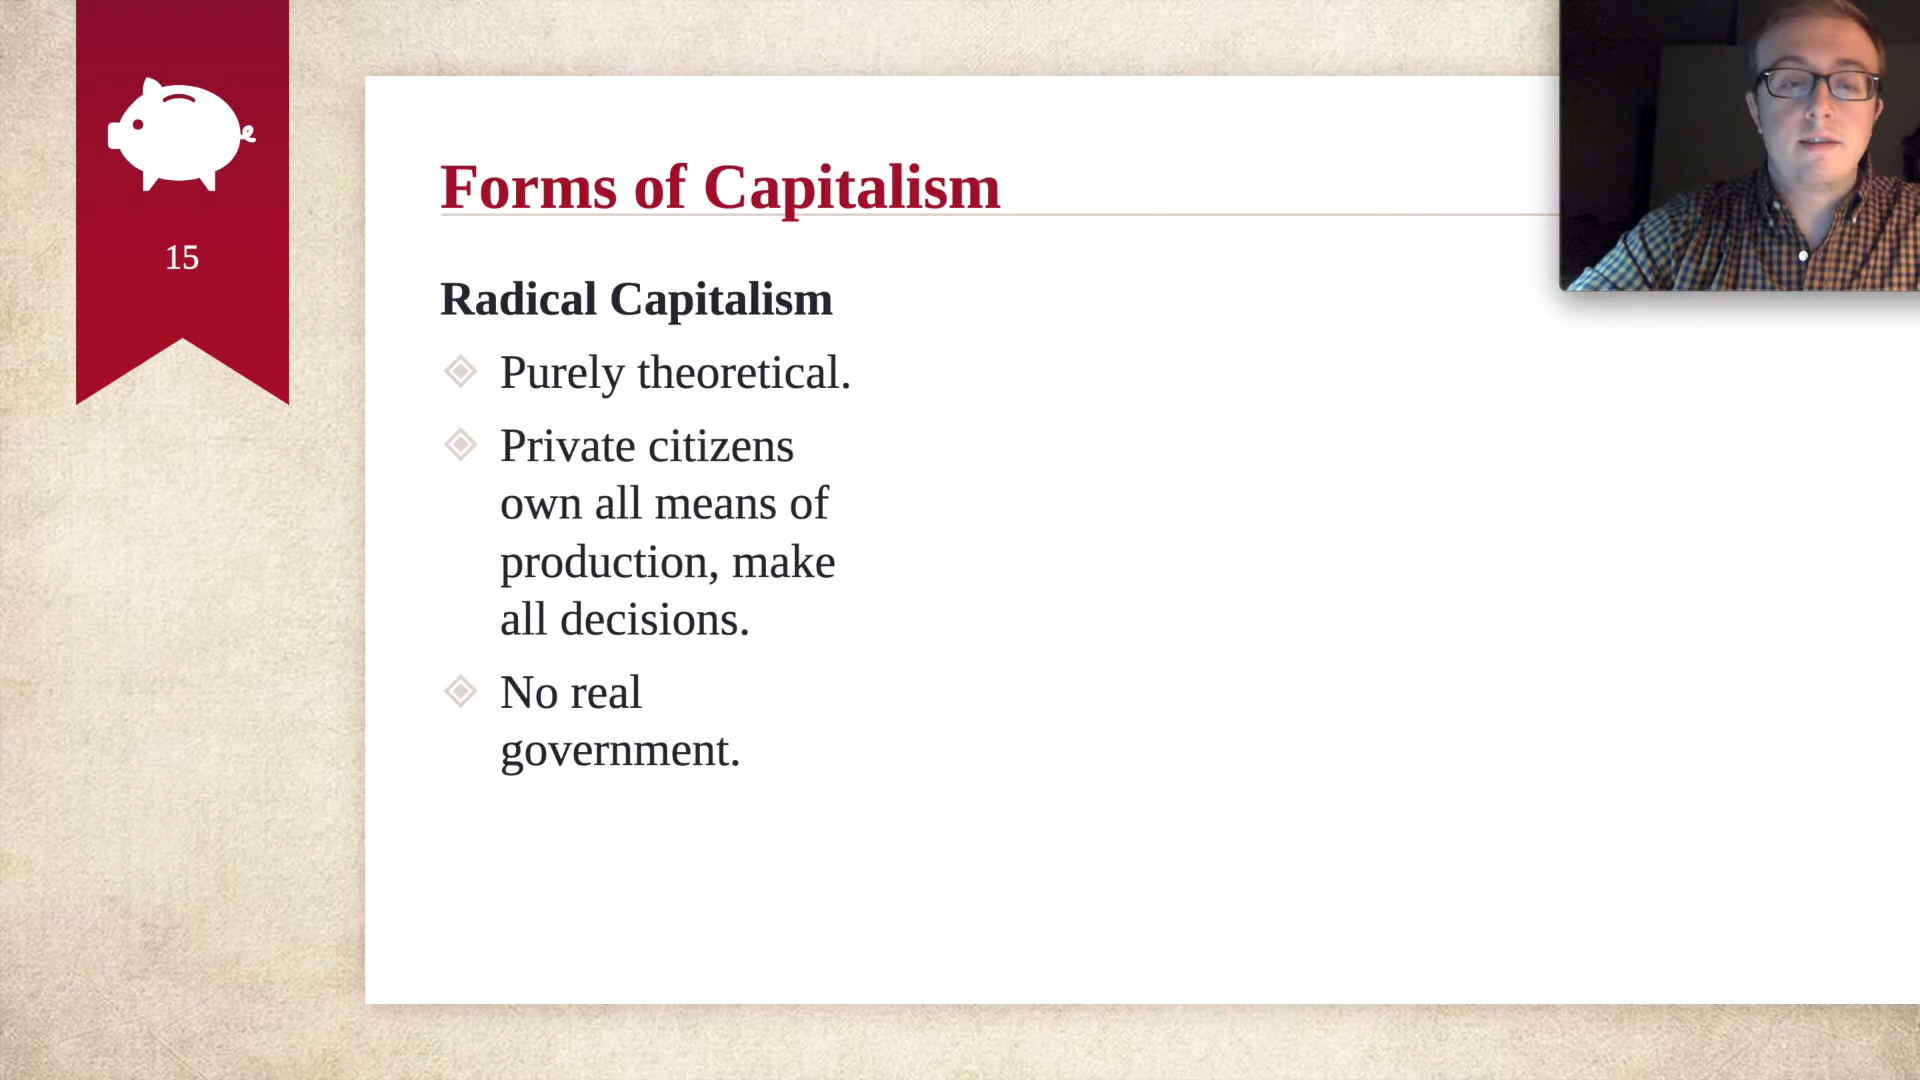 15
Forms of Capitalism
Radical Capitalism
Purely theoretical.
Private citizens
own all means of
production, make
all decisions.
No real
government.